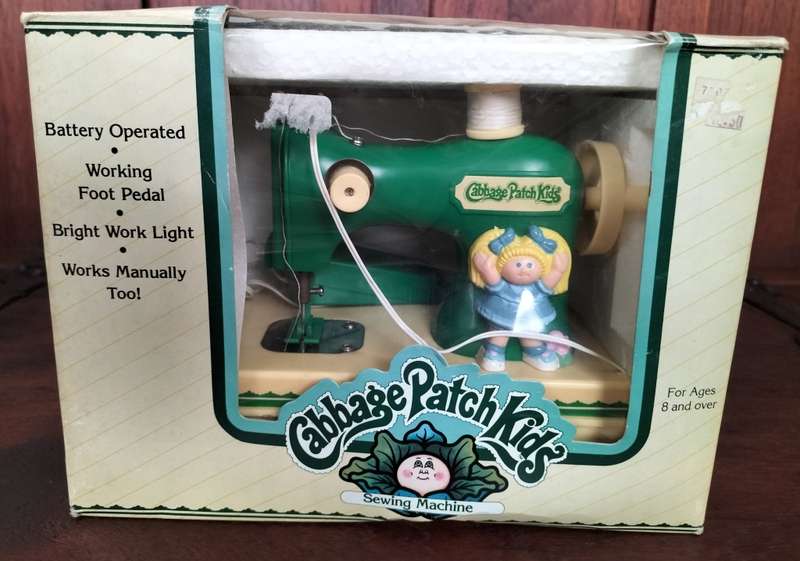 Battery Operated
•
Working
Foot Pedal
•
Bright Work Light
•
Works Manually
Too!
Cabbage Patch Kids
For Ages
8 and over
Cabbage Patch Kids
Sewing Machine